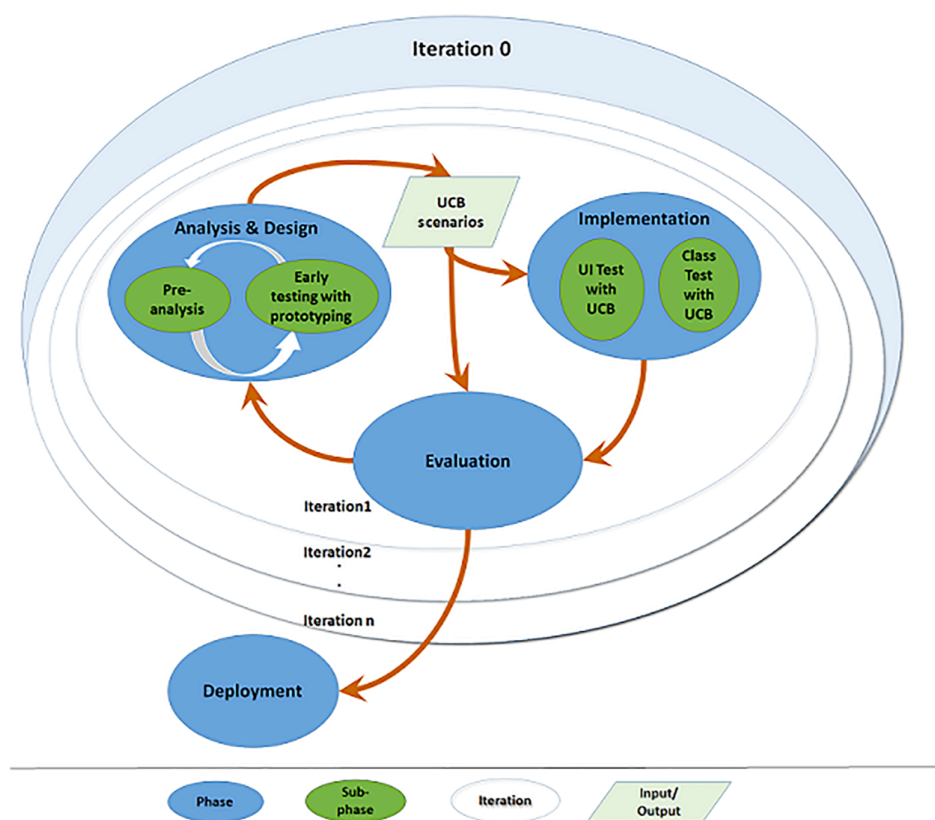 Iteration 0
UCB
scenarios
Analysis & Design
Pre-
analysis
Early
testing with
prototyping
Implementation
UI Test
with
UCB
Class
Test
with
UCB
Evaluation
Iteration1
Iteration2
.
.
Iteration n
Deployment
Phase
Sub-
phase
Iteration
Input/
Output